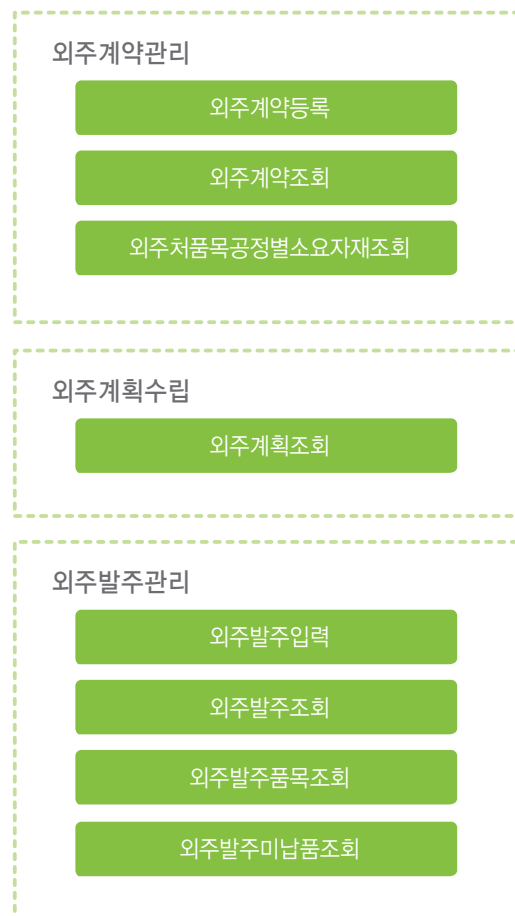 외주계약관리
외주계약등록
외주계약조회
외주처품목공정별소요자재조회
외주계획수립
외주계획조회
외주발주관리
외주발주입력
외주발주조회
외주발주품목조회
외주발주미납품조회